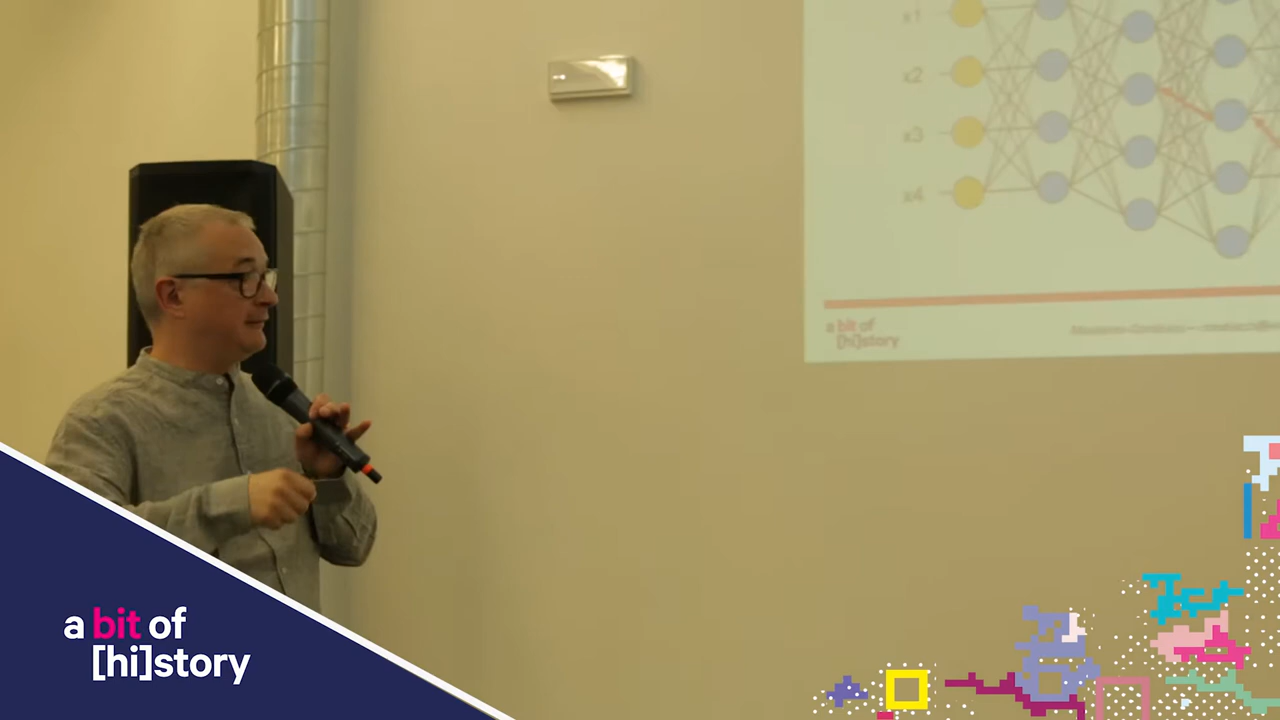 x1
x2
x3
x4
a bit of
[hi]story
a bit of
[hi]story